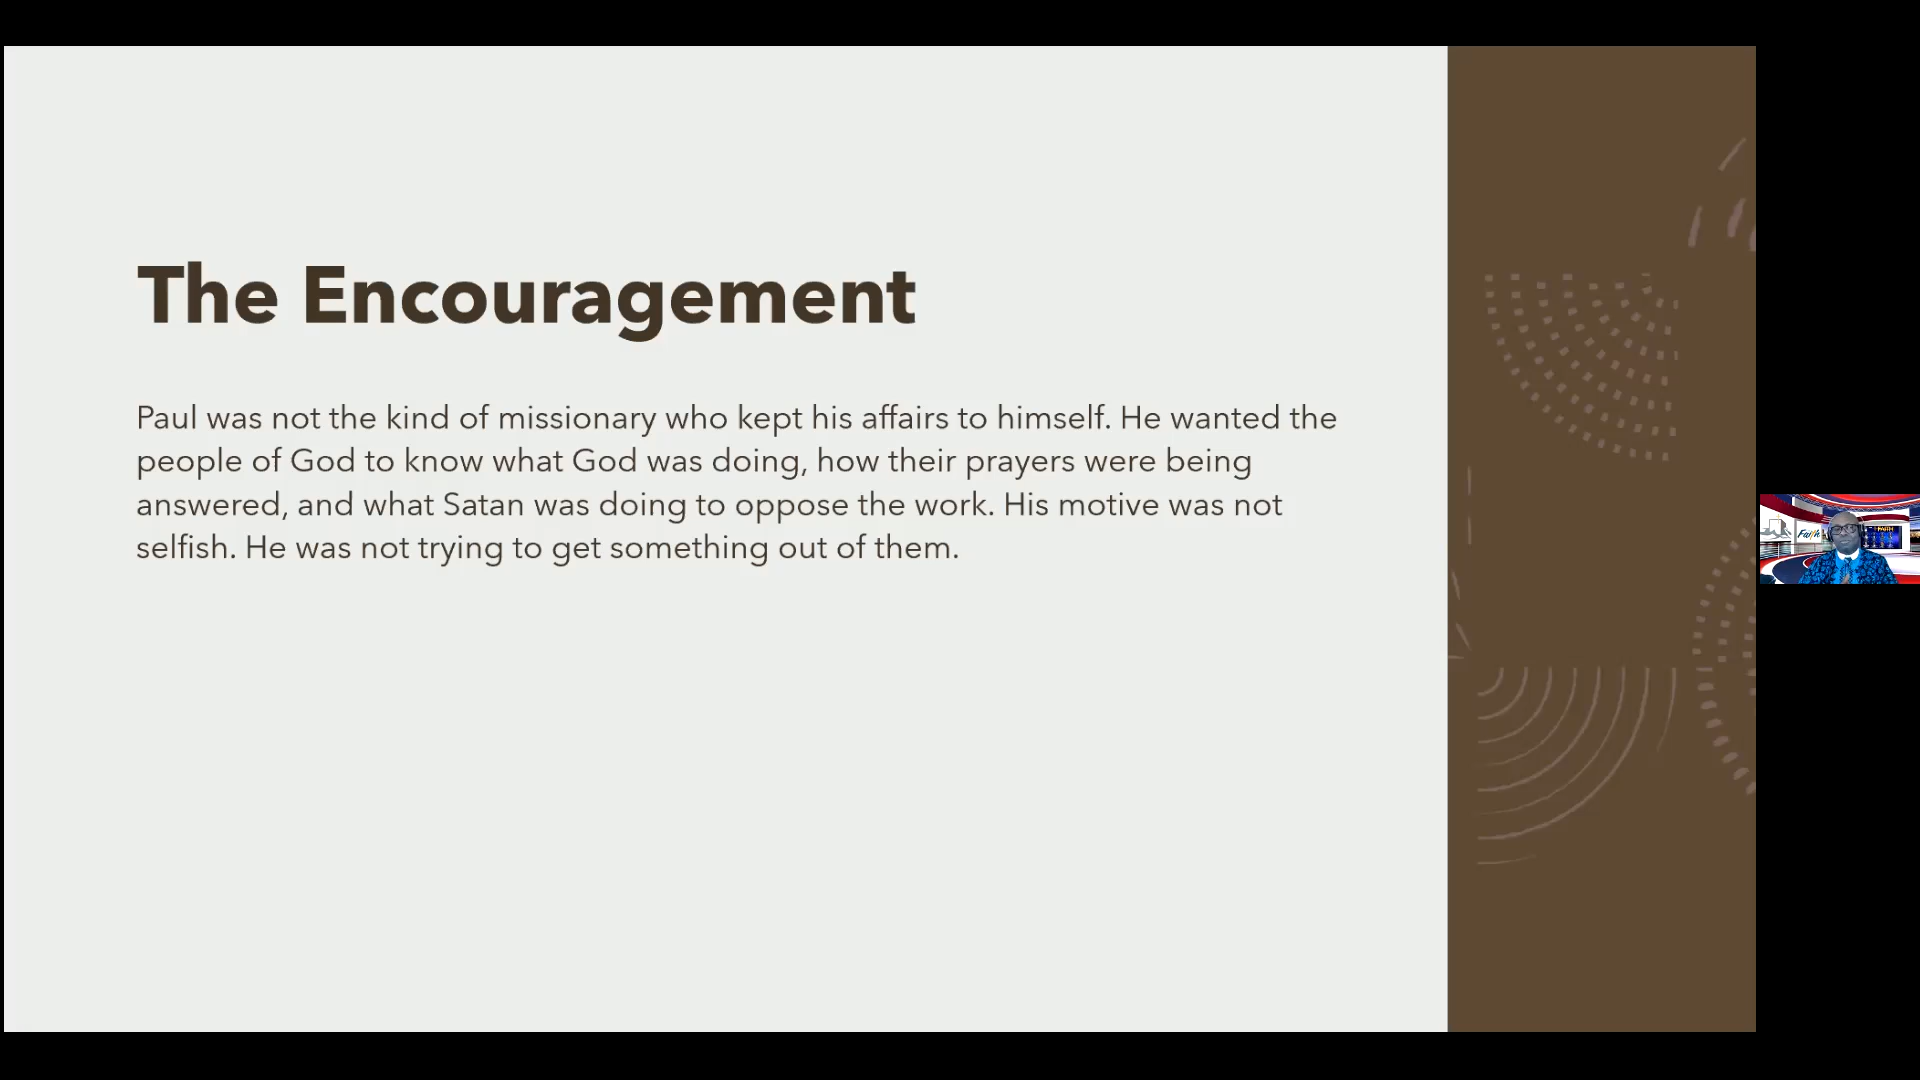 The Encouragement
Paul was not the kind of missionary who kept his affairs to himself. He wanted the
people of God to know what God was doing, how their prayers were being
answered, and what Satan was doing to oppose the work. His motive was not
selfish. He was not trying to get something out of them.
Faith
FAITH